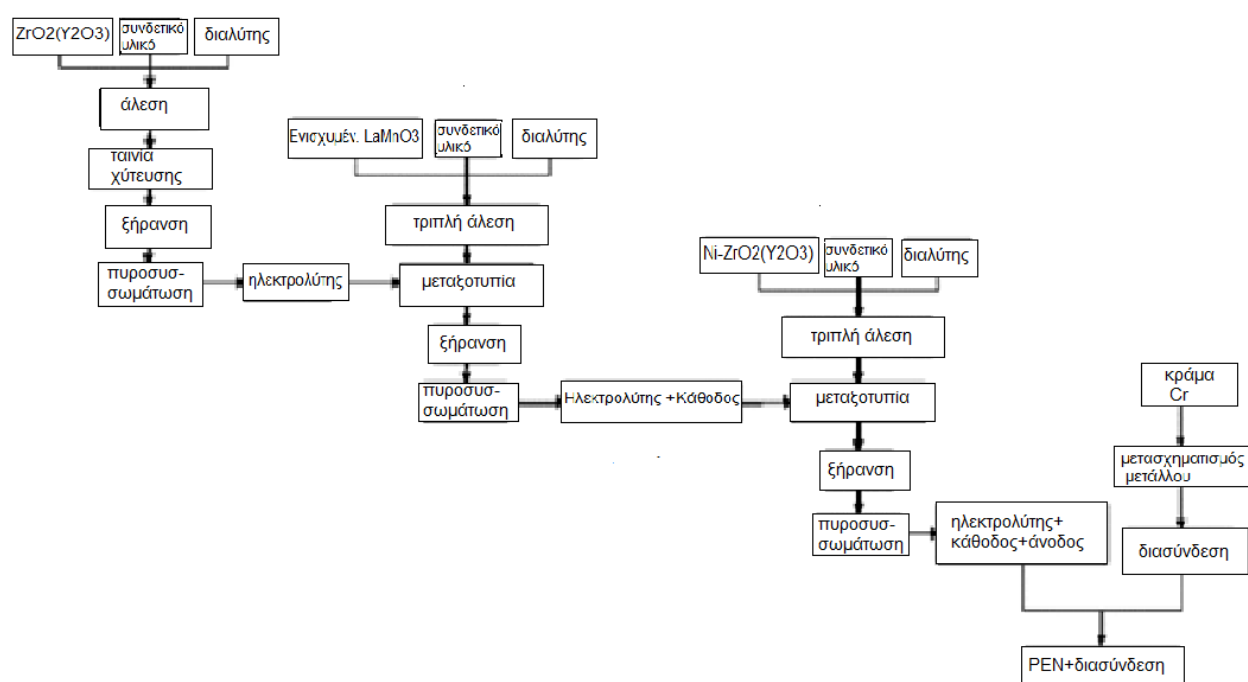 ZrO2(Y2O3)
συνδετικό
υλικό
διαλύτης
άλεση
ταινία
χύτευσης
ξήρανση
πυροσυσ-
σωμάτωση
ηλεκτρολύτης
Ενισχυμέν. LaMnO3
συνδετικό
υλικό
διαλύτης
τριπλή άλεση
μεταξοτυπία
ξήρανση
πυροσυσ-
σωμάτωση
Ηλεκτρολύτης +Κάθοδος
Ni-ZrO2(Y2O3)
συνδετικό
υλικό
διαλύτης
τριπλή άλεση
μεταξοτυπία
ξήρανση
πυροσυσ-
σωμάτωση
ηλεκτρολύτης+
κάθοδος+άνοδος
κράμα
Cr
μετασχηματισμός
μετάλλου
διασύνδεση
PEN+διασύνδεση